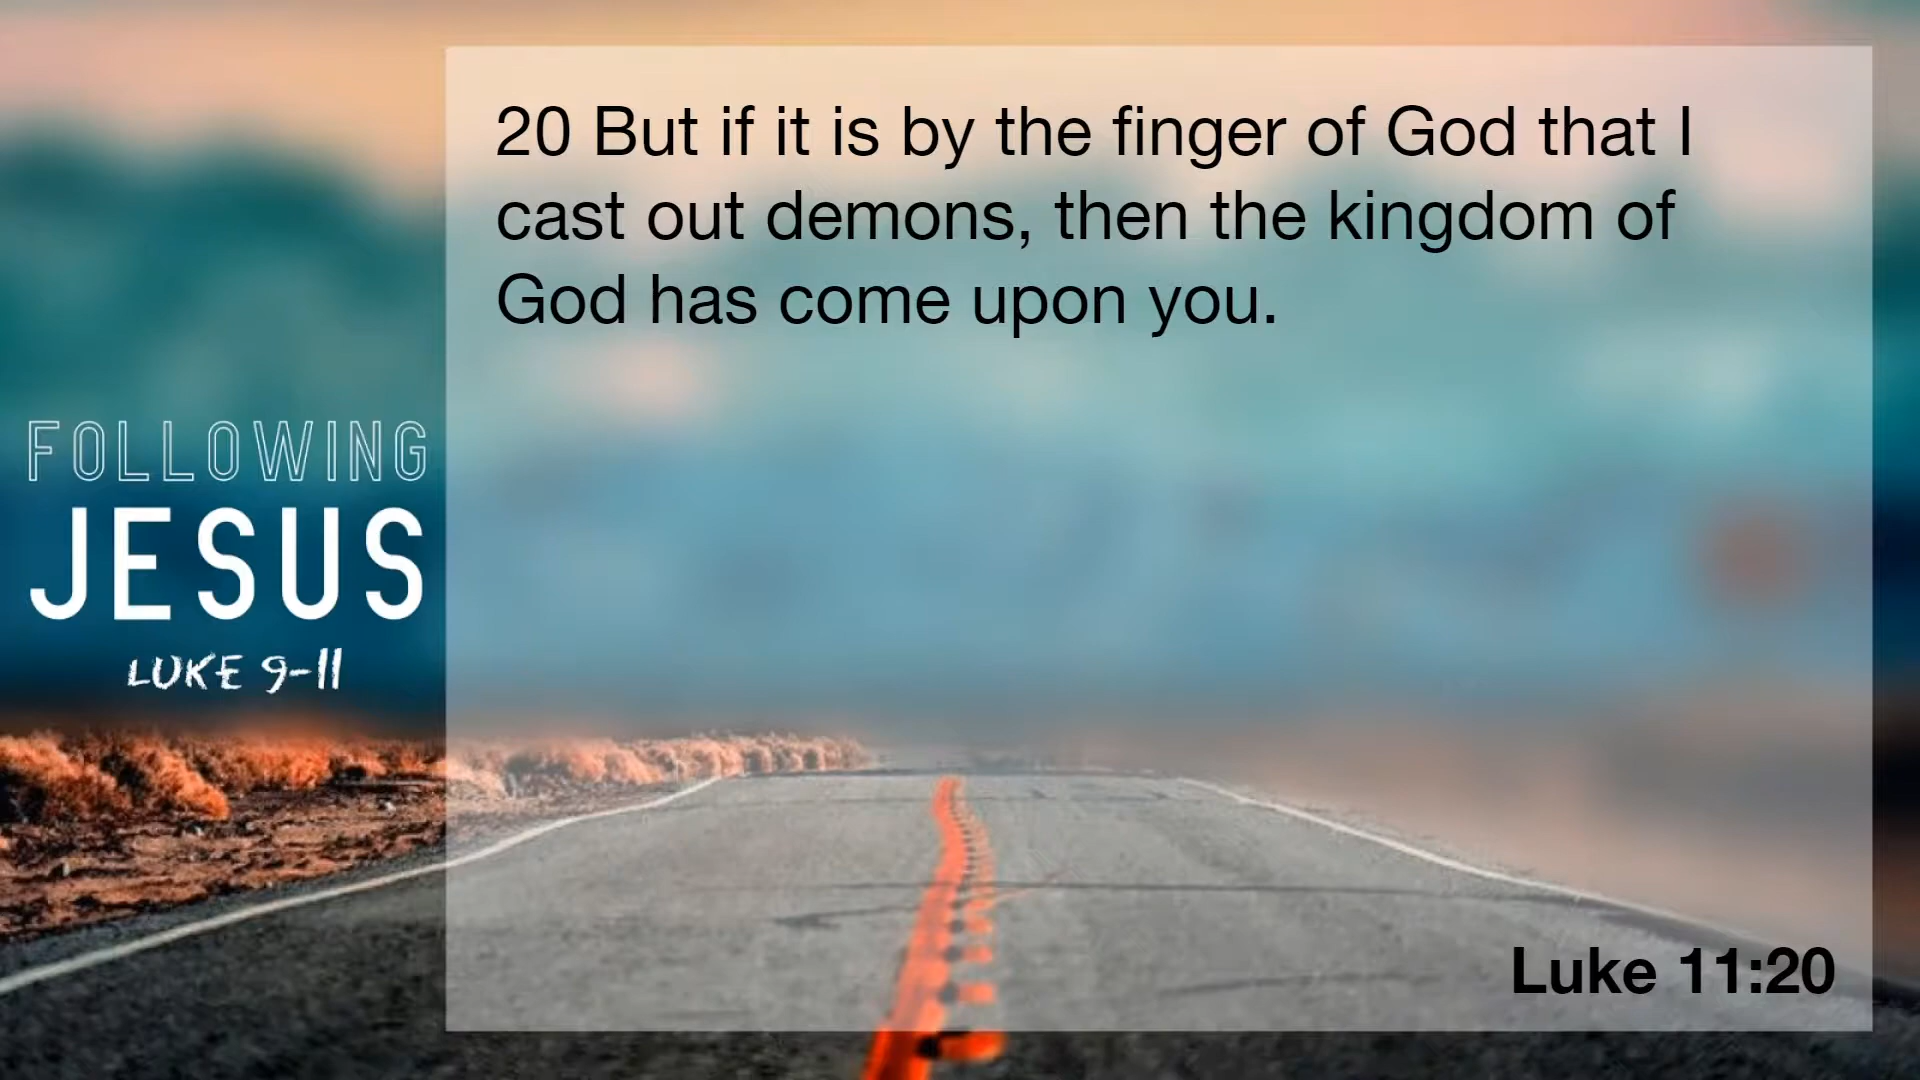 20 But if it is by the finger of God that I
cast out demons, then the kingdom of
God has come upon you.
FOLLOWING
JESUS
LUKE 9-11
Luke 11:20